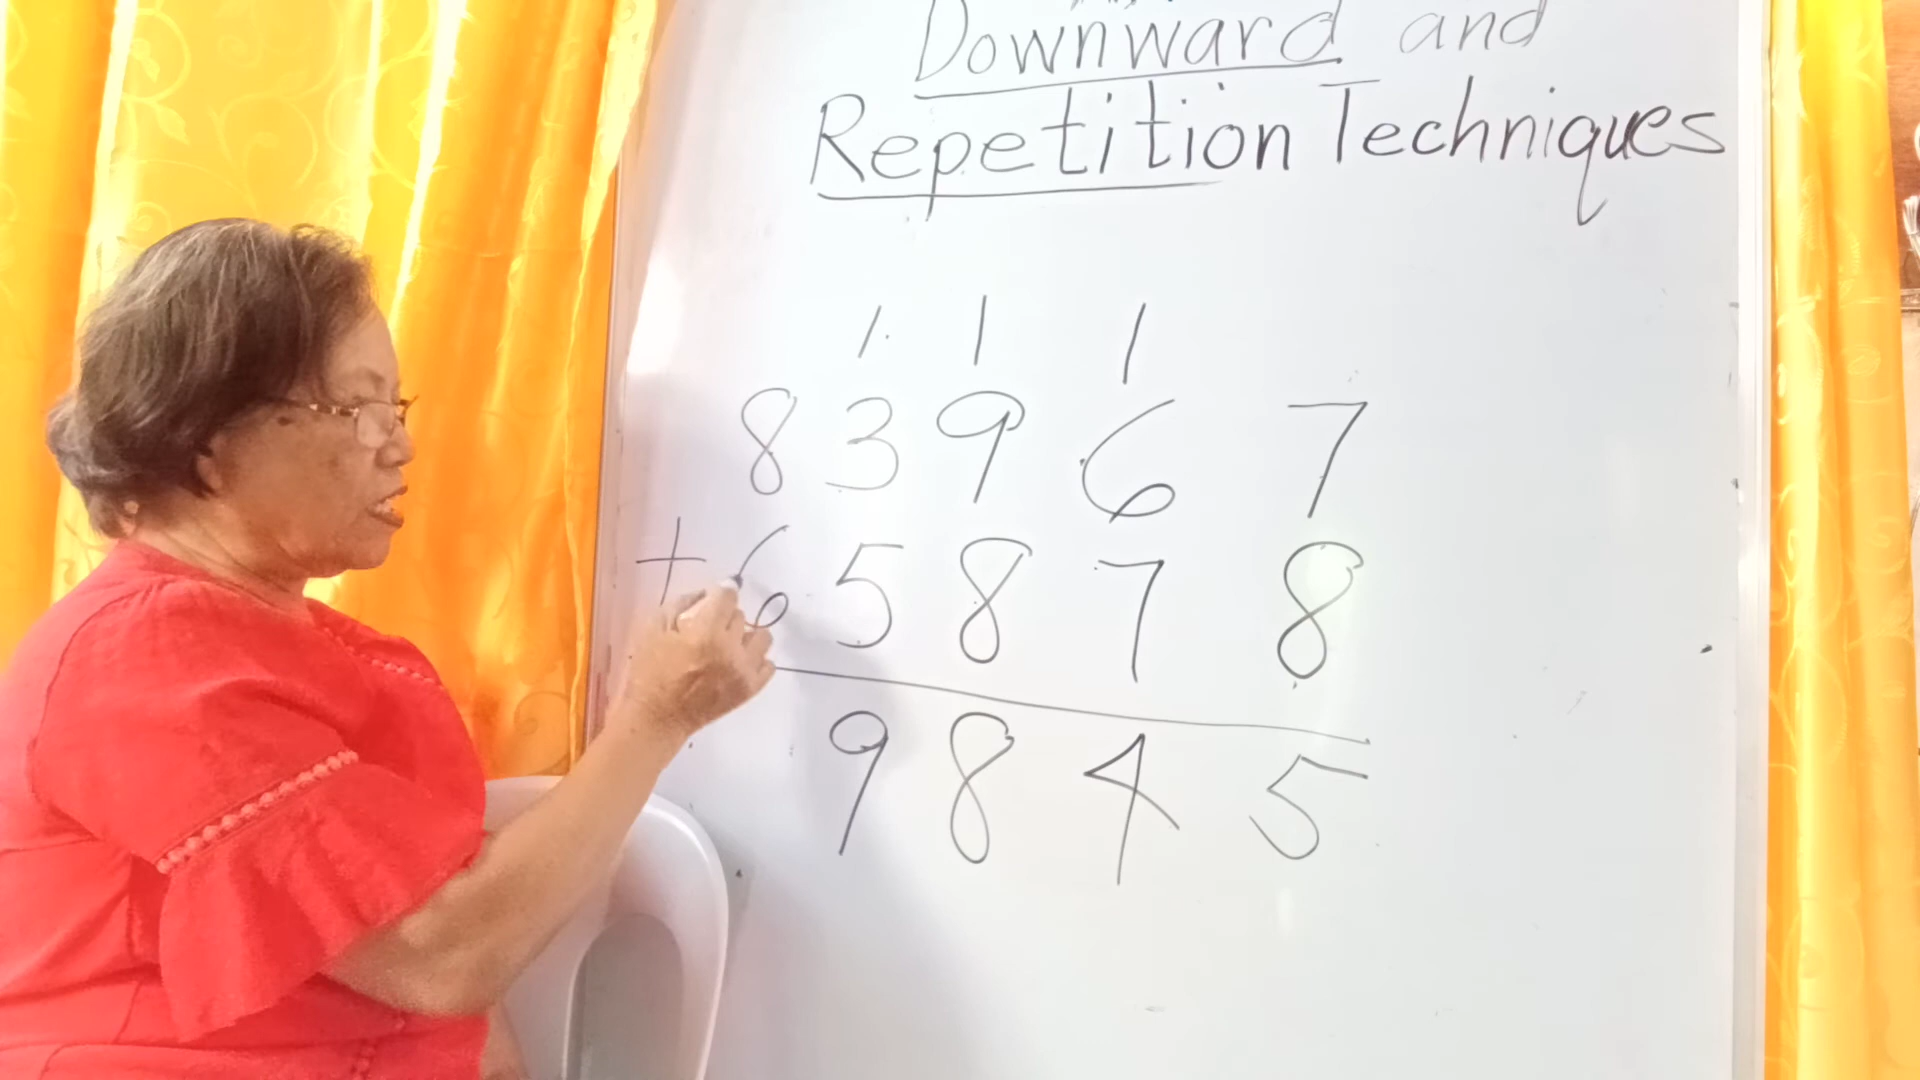 Downward and
Repetition Techniques
1 1 1
8 3 9 6 7
+ 6 5 8 7 8
9 8 4 5